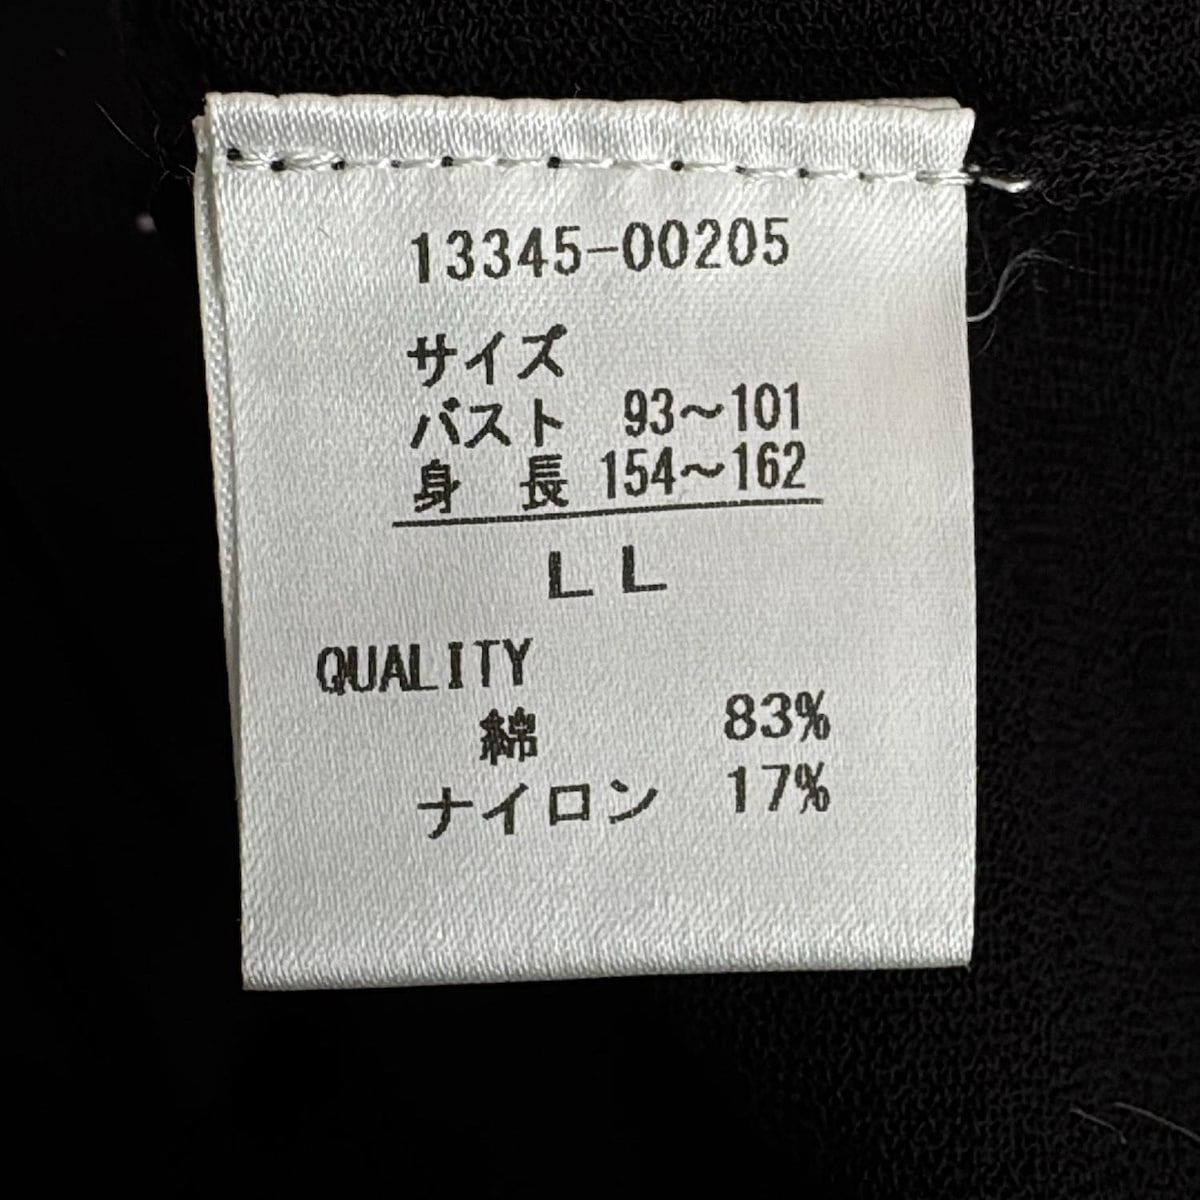 13345-00205
サイズ
バスト 93～101
身 長 154～162
LL
QUALITY
綿 83%
ナイロン 17%